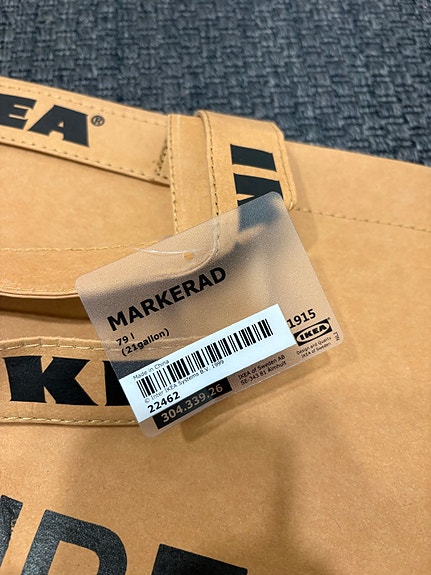 EA®
MARKERAD
79 l
(21gallon)
Made in China
© Inter IKEA Systems B.V. 1999
22462
304.339.26
1915
IKEA®
Design and Quality
IKEA of Sweden
IKEA of Sweden AB
SE-343 81 Älmhult